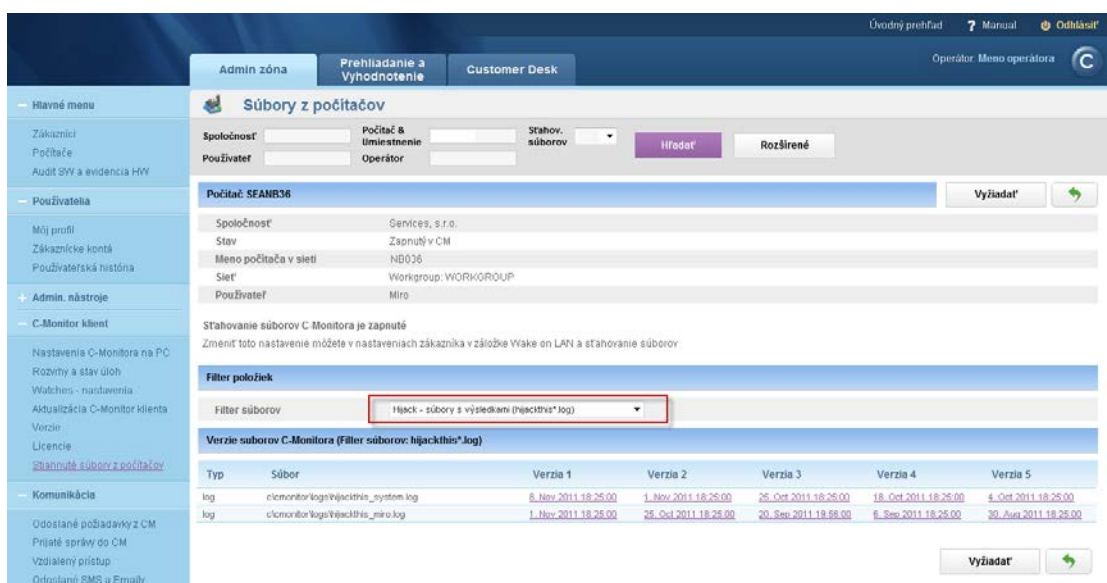 Úvodný prehľad ? Manual Odhlásiť
Admin zóna
Prehliadanie a Vyhodnotenie
Customer Desk
Operátor: Meno operátora
C
Hlavné menu
Zákazníci
Počítače
Audit SW a evidencia HW
Používatelia
Môj profil
Zákaznícke kontá
Používateľská história
Admin. nástroje
C-Monitor klient
Nastavenia C-Monitora na PC
Rozvrhy a stav úloh
Watches - nastavenia
Aktualizácia C-Monitor klienta
Verzie
Licencie
Stiahnuté súbory z počítačov
Komunikácia
Odoslané požiadavky z CM
Prijaté správy do CM
Vzdialený prístup
Odoslané SMS a Emaily
Súbory z počítačov
Spoločnosť
Počítač & Umiestnenie
Sťahov. súborov
Používateľ
Operátor
Hľadať
Rozšírené
Počítač SEANB36
Vyžiadať
Spoločnosť Services, s.r.o.
Stav Zapnutý v CM
Meno počítača v sieti NB036
Sieť Workgroup: WORKGROUP
Používateľ Miro
Sťahovanie súborov C-Monitora je zapnuté
Zmeniť toto nastavenie môžete v nastaveniach zákazníka v záložke Wake on LAN a sťahovanie súborov
Filter položiek
Filter súborov Hijack - súbory s výsledkami (hijackthis*.log)
Verzie suborov C-Monitora (Filter súborov: hijackthis*.log)
Typ Súbor Verzia 1 Verzia 2 Verzia 3 Verzia 4 Verzia 5
log c\cmonitor\logs\hijackthis_system.log 8. Nov 2011 18:25:00 1. Nov 2011 18:25:00 25. Oct 2011 18:25:00 18. Oct 2011 18:25:00 4. Oct 2011 18:25:00
log c\cmonitor\logs\hijackthis_miro.log 1. Nov 2011 18:25:00 25. Oct 2011 18:25:00 20. Sep 2011 19:56:00 6. Sep 2011 18:25:00 30. Aug 2011 18:25:00
Vyžiadať